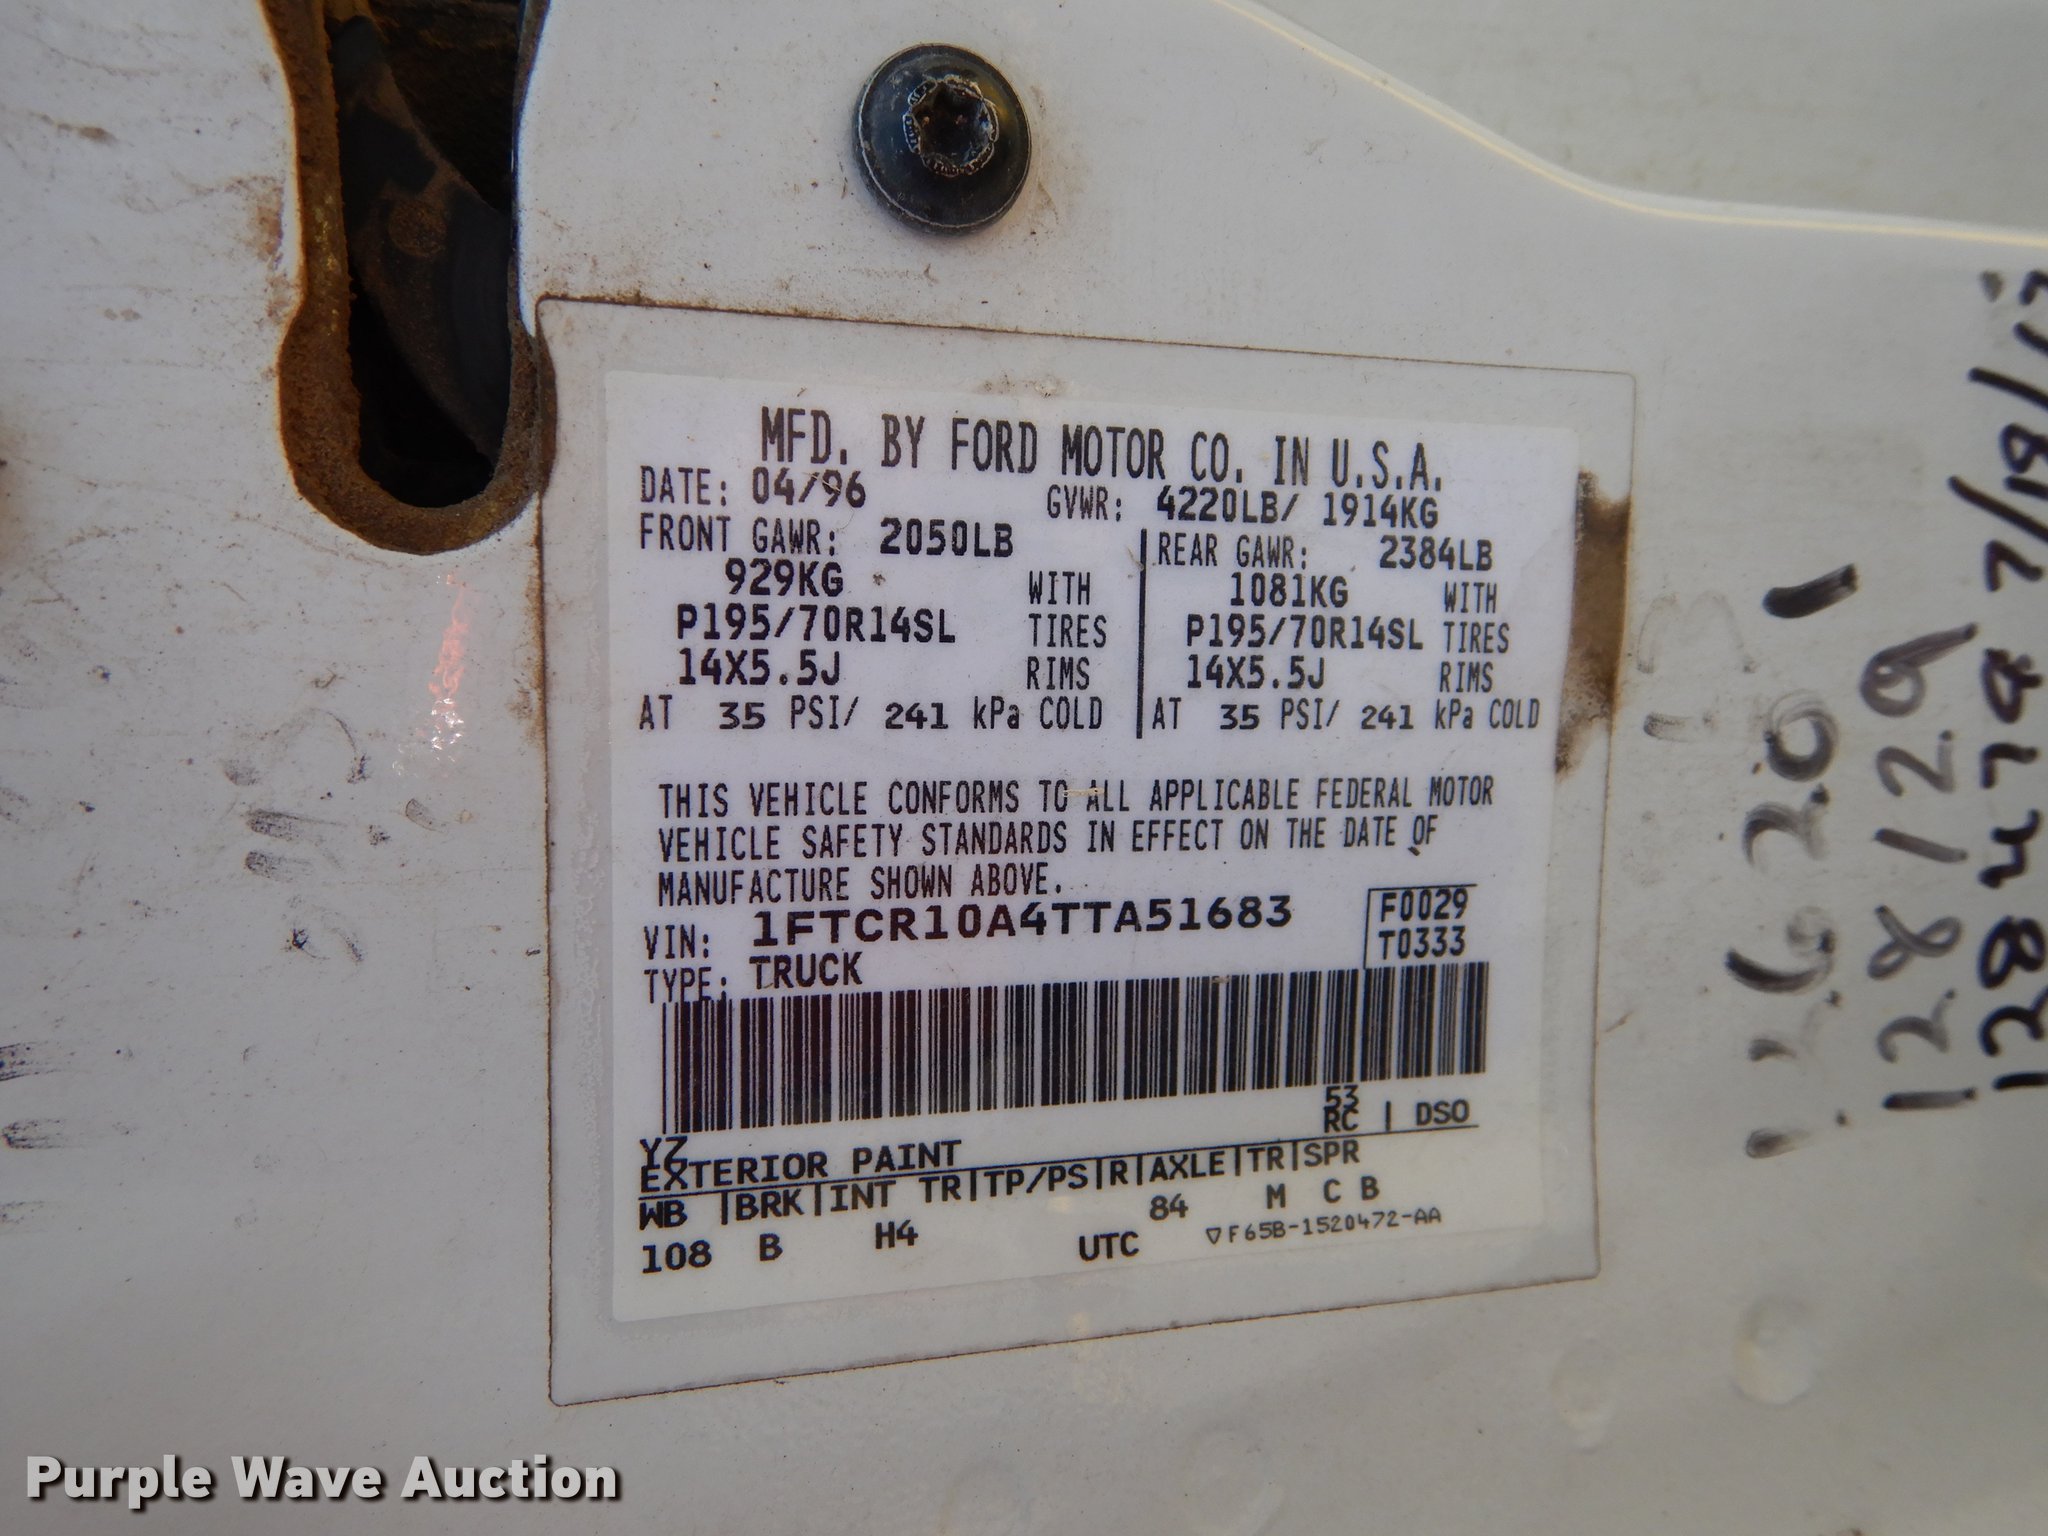 MFD. BY FORD MOTOR CO. IN U.S.A.
DATE: 04/96 GVWR: 4220LB/ 1914KG
FRONT GAWR: 2050LB REAR GAWR: 2384LB
929KG WITH 1081KG WITH
P195/70R14SL TIRES P195/70R14SL TIRES
14X5.5J RIMS 14X5.5J RIMS
AT 35 PSI/ 241 kPa COLD AT 35 PSI/ 241 kPa COLD
THIS VEHICLE CONFORMS TO ALL APPLICABLE FEDERAL MOTOR
VEHICLE SAFETY STANDARDS IN EFFECT ON THE DATE OF
MANUFACTURE SHOWN ABOVE.
VIN: 1FTCR10A4TTA51683 F0029
TYPE: TRUCK T0333
53
YZ RC | DSO
EXTERIOR PAINT
WB |BRK|INT TR|TP/PS|R|AXLE|TR|SPR
108 B H4 UTC 84 M C B
▽F65B-1520472-AA
128129
128479 7/19/17
Purple Wave Auction